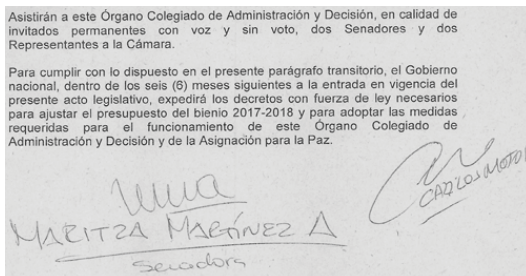 Asistirán a este Órgano Colegiado de Administración y Decisión, en calidad de
invitados permanentes con voz y sin voto, dos Senadores y dos
Representantes a la Cámara.
Para cumplir con lo dispuesto en el presente parágrafo transitorio, el Gobierno
nacional, dentro de los seis (6) meses siguientes a la entrada en vigencia del
presente acto legislativo, expedirá los decretos con fuerza de ley necesarios
para ajustar el presupuesto del bienio 2017-2018 y para adoptar las medidas
requeridas para el funcionamiento de este Órgano Colegiado de
Administración y Decisión y de la Asignación para la Paz.
CARLOS
MARITZA MARTÍNEZ A
Senadora